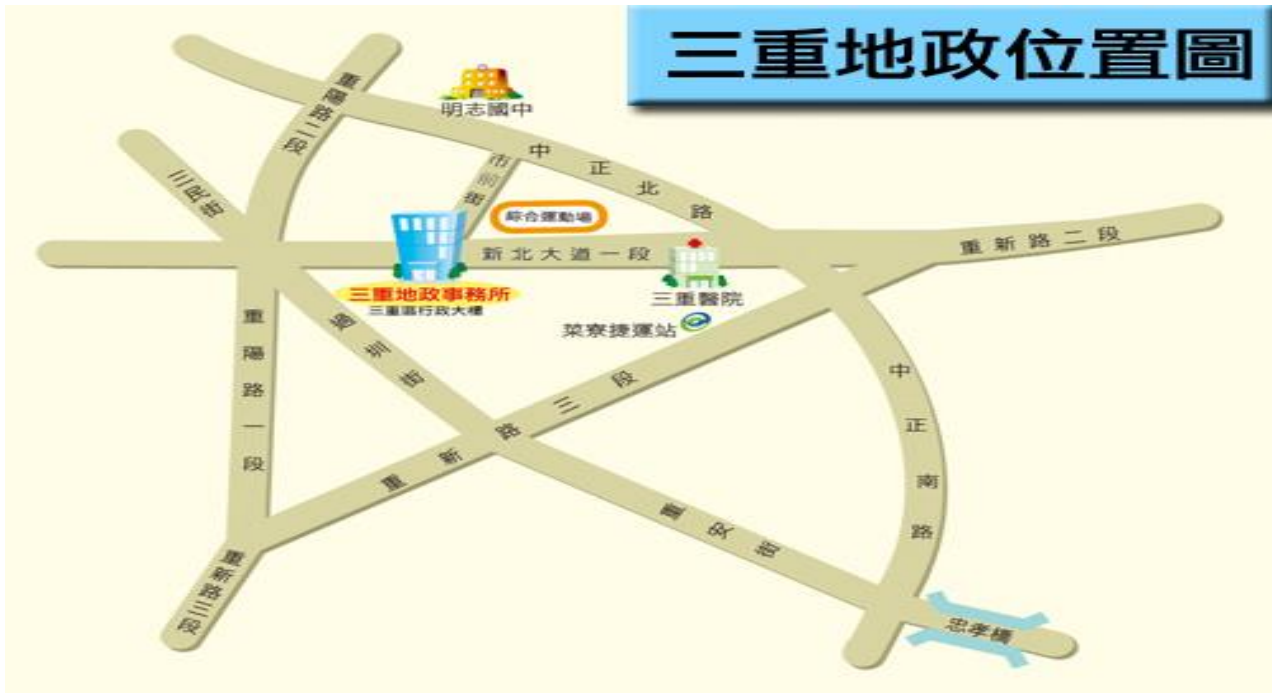 三重地政位置圖
重陽路二段
明志國中
中正北路
市前街
三民街
綜合運動場
新北大道一段
重新路二段
三重地政事務所
三重區行政大樓
三重醫院
菜寮捷運站
重陽路一段
過圳街
重新路三段
中正南路
重安街
重新路三段
忠孝橋